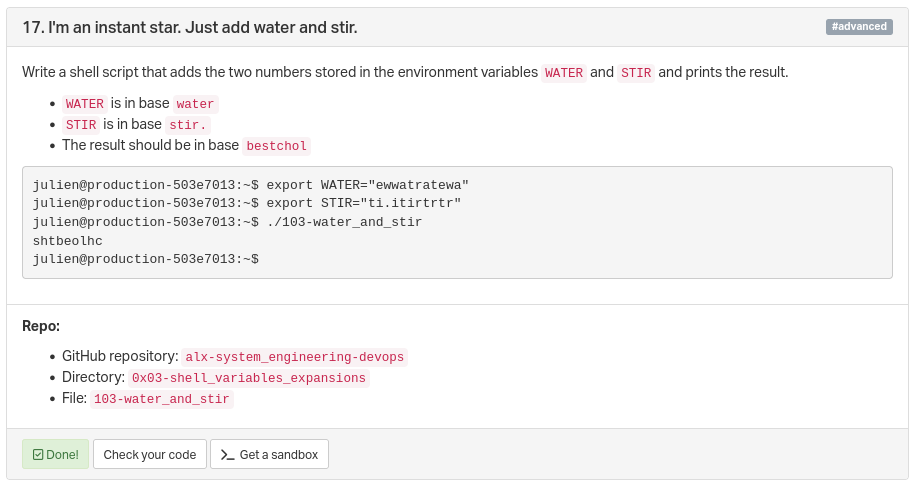 17. I'm an instant star. Just add water and stir.
#advanced
Write a shell script that adds the two numbers stored in the environment variables WATER and STIR and prints the result.
• WATER is in base water
• STIR is in base stir.
• The result should be in base bestchol
julien@production-503e7013:~$ export WATER="ewwatratewa"
julien@production-503e7013:~$ export STIR="ti.itirtrtr"
julien@production-503e7013:~$ ./103-water_and_stir
shtbeolhc
julien@production-503e7013:~$
Repo:
• GitHub repository: alx-system_engineering-devops
• Directory: 0x03-shell_variables_expansions
• File: 103-water_and_stir
Done!
Check your code
>_ Get a sandbox